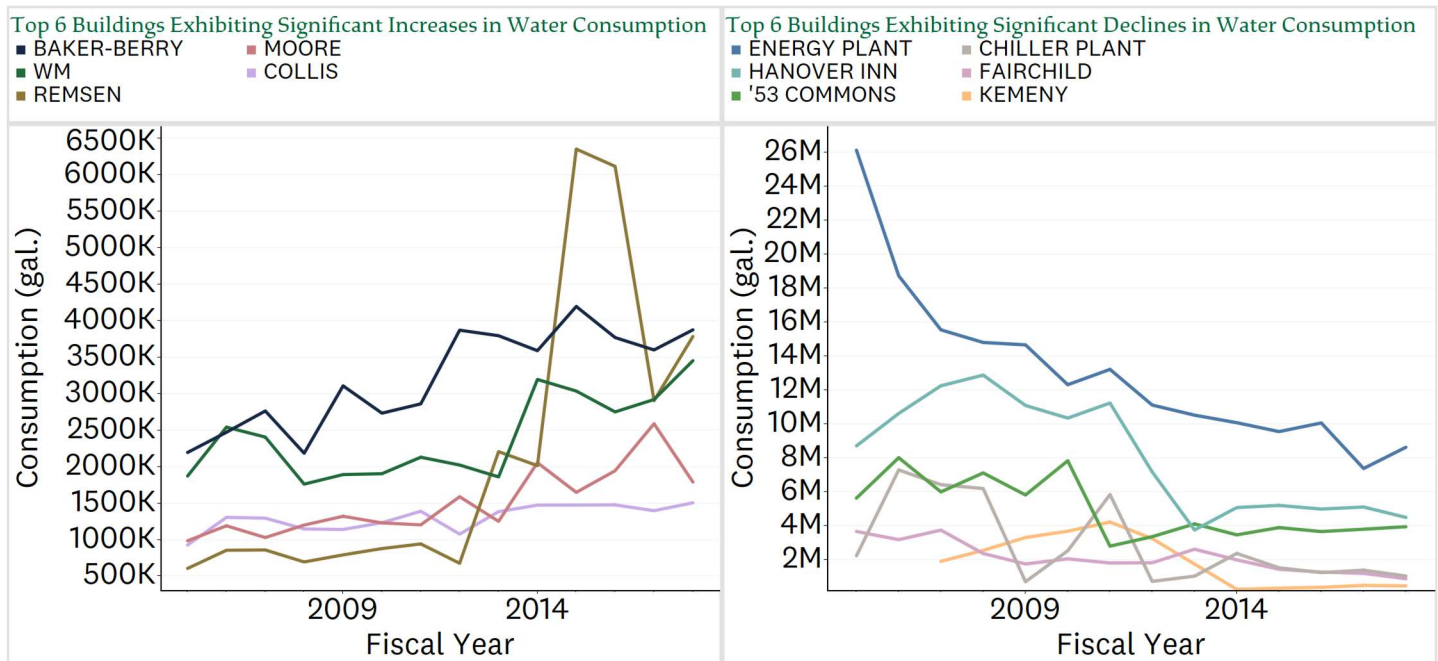 Top 6 Buildings Exhibiting Significant Increases in Water Consumption
BAKER-BERRY
MOORE
WM
COLLIS
REMSEN
6500K
6000K
5500K
5000K
4500K
4000K
3500K
3000K
2500K
2000K
1500K
1000K
500K
Consumption (gal.)
2009
2014
Fiscal Year
Top 6 Buildings Exhibiting Significant Declines in Water Consumption
ENERGY PLANT
CHILLER PLANT
HANOVER INN
FAIRCHILD
'53 COMMONS
KEMENY
26M
24M
22M
20M
18M
16M
14M
12M
10M
8M
6M
4M
2M
Consumption (gal.)
2009
2014
Fiscal Year